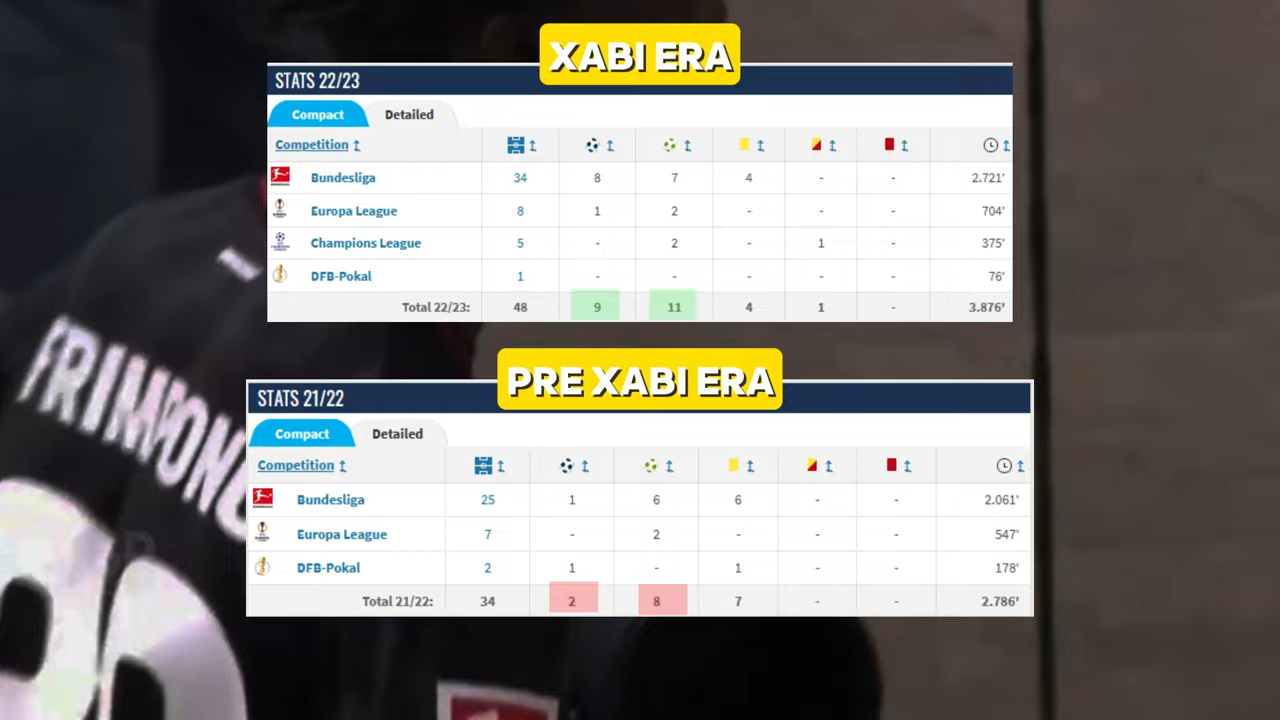 XABI ERA
STATS 22/23
Compact Detailed
Competition
Bundesliga 34 8 7 4 - - 2.721'
Europa League 8 1 2 - - - 704'
Champions League 5 - 2 - 1 - 375'
DFB-Pokal 1 - - - - - 76'
Total 22/23: 48 9 11 4 1 - 3.876'
PRE XABI ERA
STATS 21/22
Compact Detailed
Competition
Bundesliga 25 1 6 6 - - 2.061'
Europa League 7 - 2 - - - 547'
DFB-Pokal 2 1 - 1 - - 178'
Total 21/22: 34 2 8 7 - - 2.786'
FRIMPONG